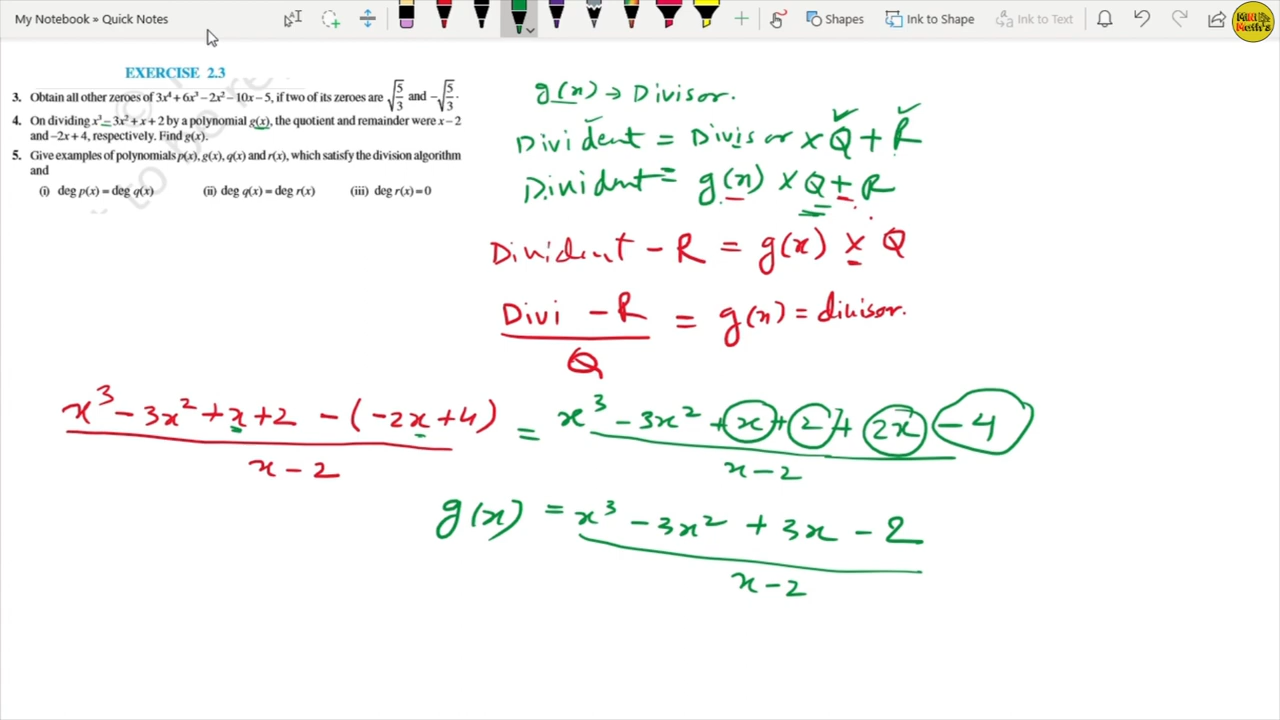 My Notebook » Quick Notes
Shapes
Ink to Shape
Ink to Text
EXERCISE 2.3
3. Obtain all other zeroes of 3x⁴ + 6x³ – 2x² – 10x – 5, if two of its zeroes are √(5/3) and –√(5/3).
4. On dividing x³ – 3x² + x + 2 by a polynomial g(x), the quotient and remainder were x – 2
and –2x + 4, respectively. Find g(x).
5. Give examples of polynomials p(x), g(x), q(x) and r(x), which satisfy the division algorithm
and
(i) deg p(x) = deg q(x) (ii) deg q(x) = deg r(x) (iii) deg r(x) = 0
g(x) → Divisor.
Divident = Divisor × Q + R
Divident = g(x) × Q + R
Divident – R = g(x) × Q
Divi – R = g(x) = divisor.
Q
x³ – 3x² + x + 2 – (–2x + 4) = x³ – 3x² + x + 2 + 2x – 4
x – 2 x – 2
g(x) = x³ – 3x² + 3x – 2
x – 2